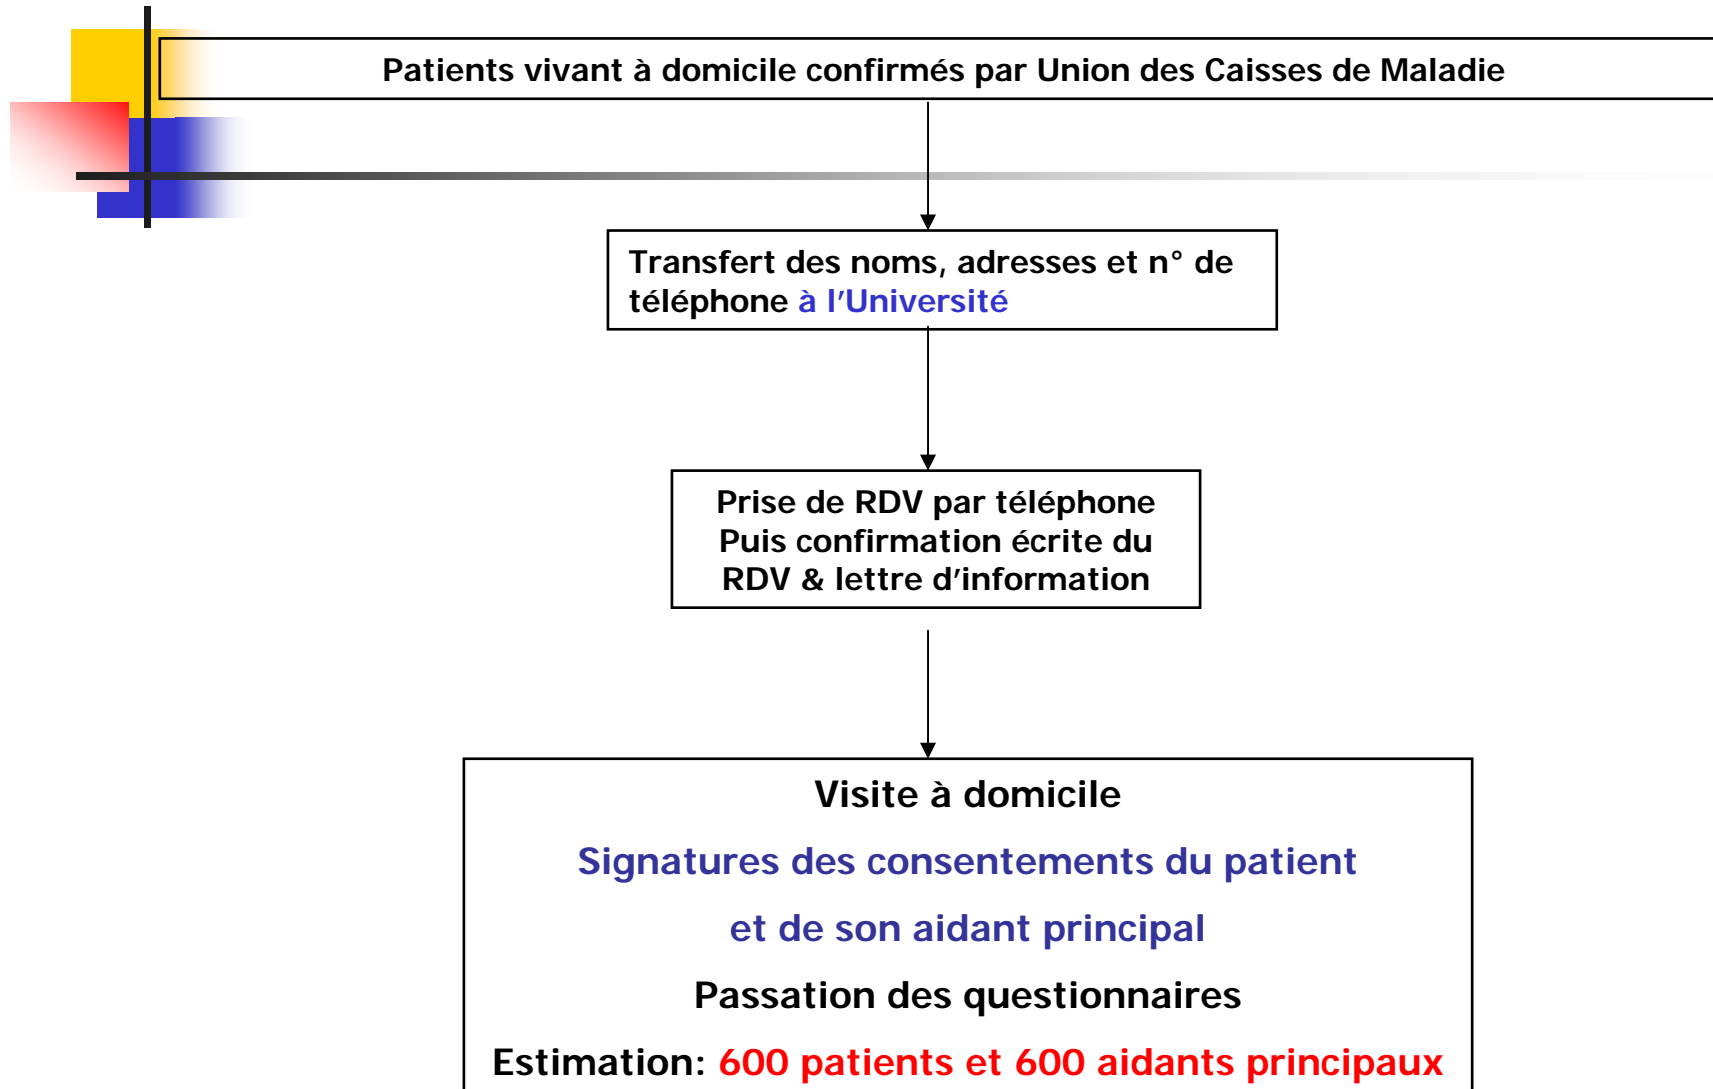 Patients vivant à domicile confirmés par Union des Caisses de Maladie
Transfert des noms, adresses et n° de
téléphone à l’Université
Prise de RDV par téléphone
Puis confirmation écrite du
RDV & lettre d’information
Visite à domicile
Signatures des consentements du patient
et de son aidant principal
Passation des questionnaires
Estimation: 600 patients et 600 aidants principaux